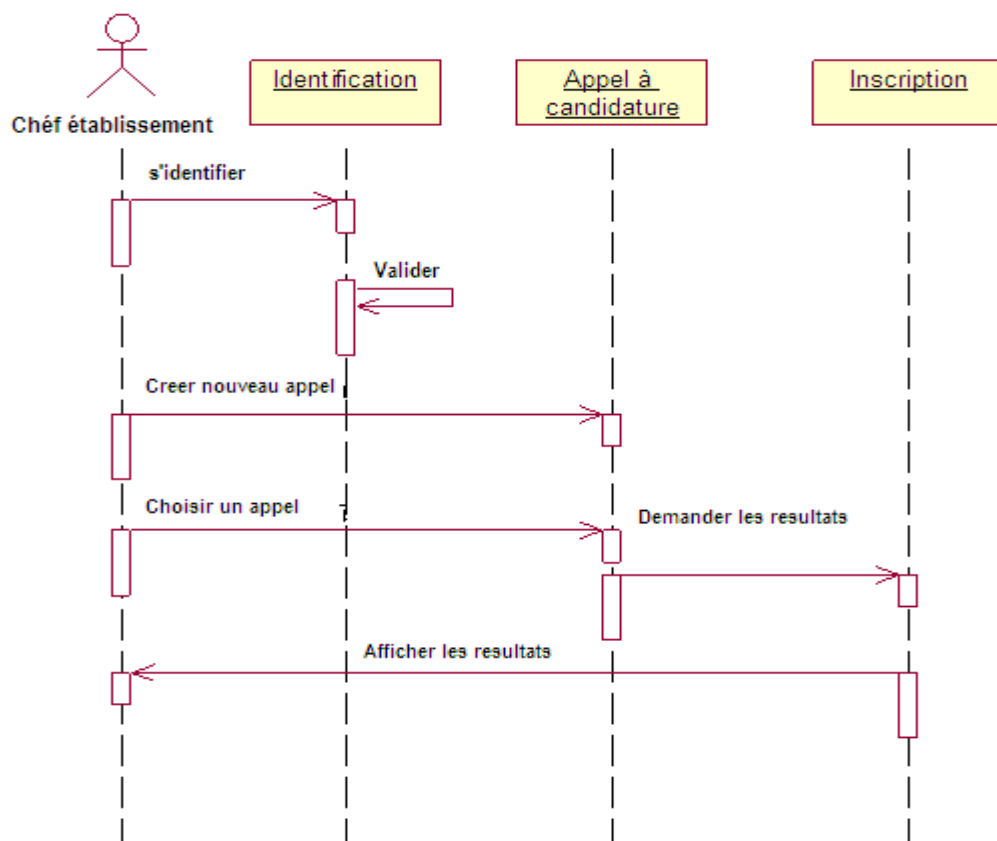 Identification
Appel à
candidature
Inscription
Chéf établissement
s'identifier
Valider
Creer nouveau appel
Choisir un appel
Demander les resultats
Afficher les resultats